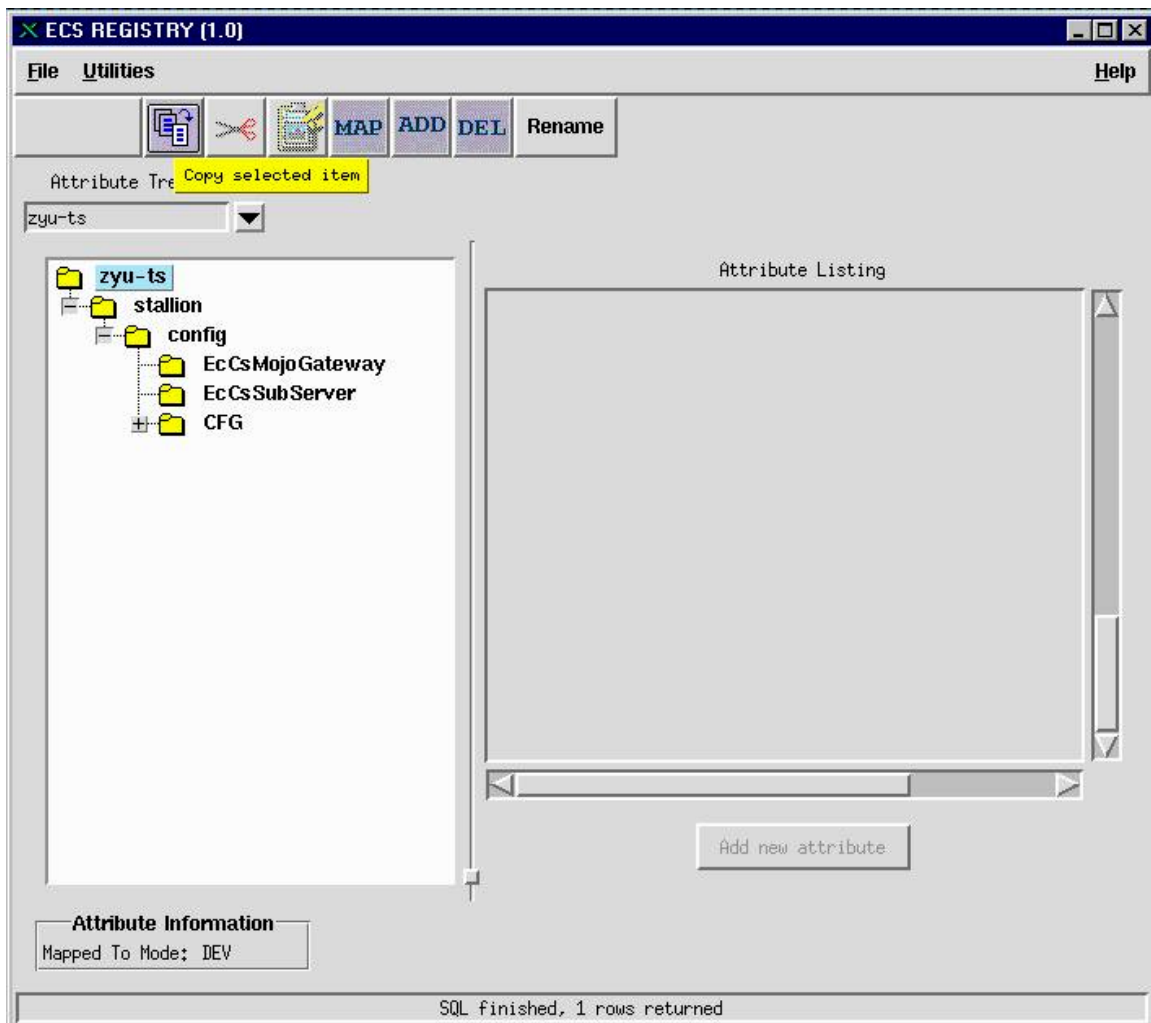 ECS REGISTRY (1.0)
File Utilities Help
MAP ADD DEL Rename
Copy selected item
Attribute Tre
zyu-ts
zyu-ts
stallion
config
EcCsMojoGateway
EcCsSubServer
CFG
Attribute Listing
Add new attribute
Attribute Information
Mapped To Mode: DEV
SQL finished, 1 rows returned